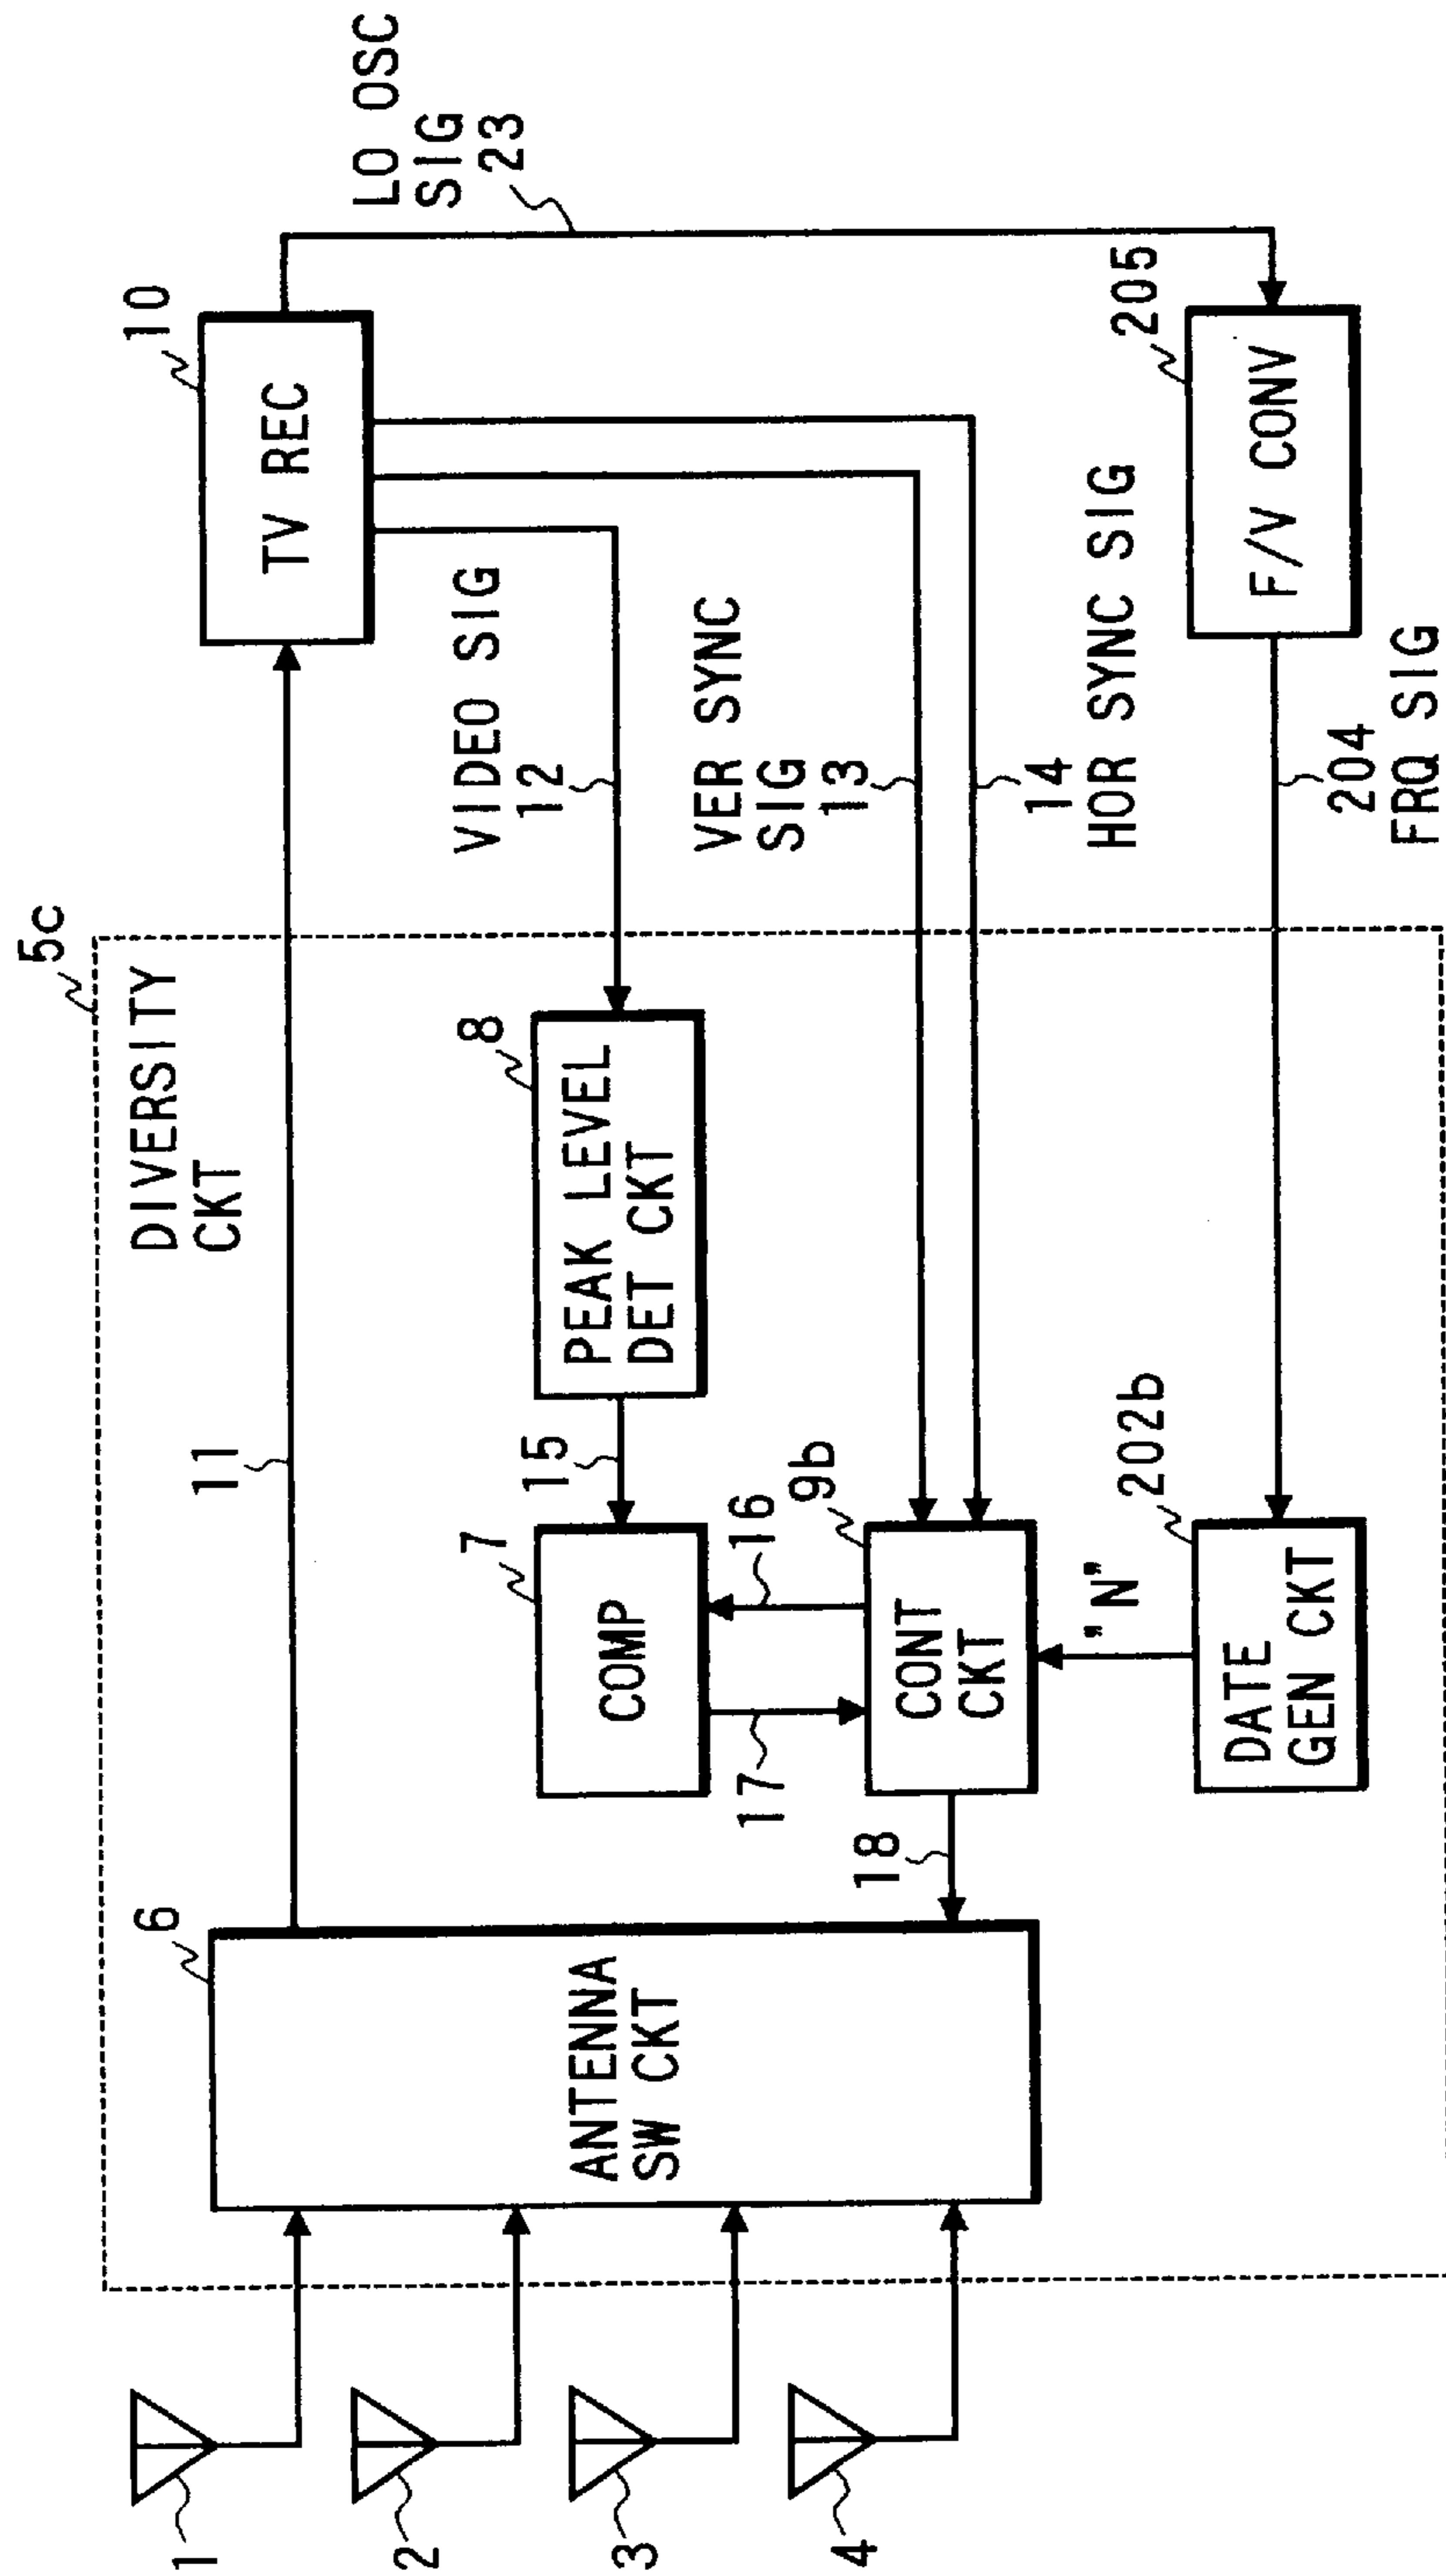 5c
DIVERSITY
CKT
1
2
3
4
6
ANTENNA
SW CKT
11
10
TV REC
LO OSC
SIG
23
VIDEO SIG
12
8
PEAK LEVEL
DET CKT
15
7
COMP
16
17
VER SYNC
SIG
13
14
HOR SYNC SIG
9b
CONT
CKT
18
"N"
202b
DATE
GEN CKT
204
FRQ SIG
205
F/V CONV